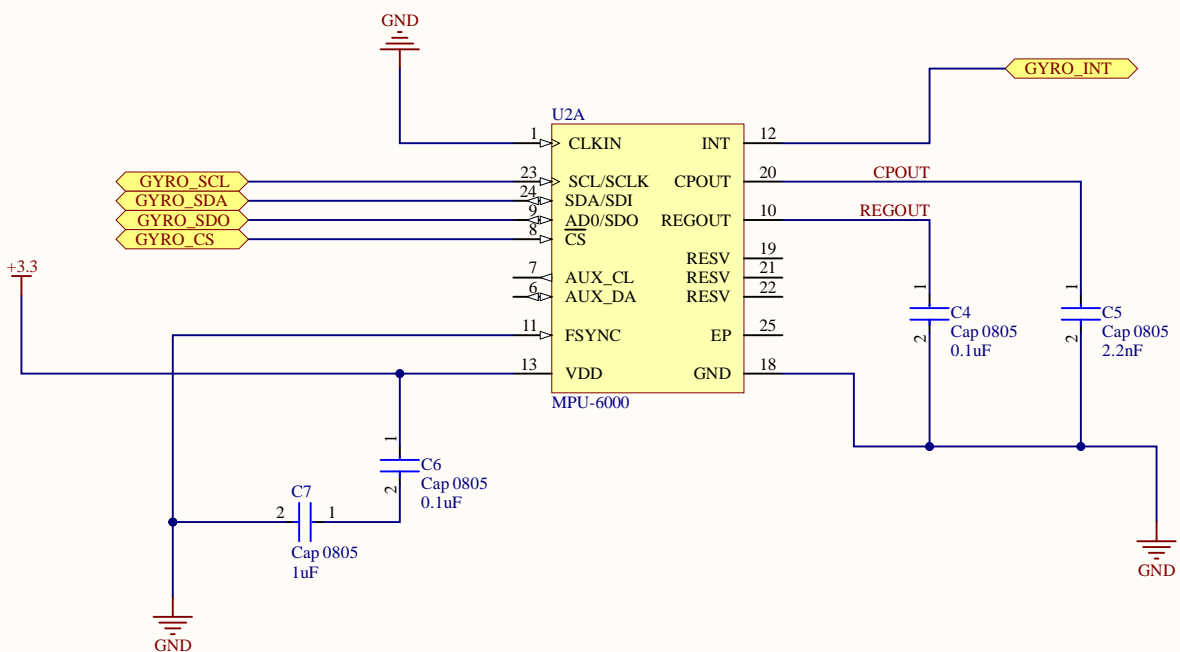 GND
GYRO_INT
U2A
1 CLKIN INT 12
GYRO_SCL 23 SCL/SCLK CPOUT 20 CPOUT
GYRO_SDA 24 SDA/SDI
GYRO_SDO 9 AD0/SDO REGOUT 10 REGOUT
GYRO_CS 8 CS
RESV 19
7 AUX_CL RESV 21
6 AUX_DA RESV 22
+3.3
11 FSYNC EP 25
13 VDD GND 18
MPU-6000
1
C4
Cap 0805
0.1uF
2
1
C5
Cap 0805
2.2nF
2
1
C6
Cap 0805
0.1uF
2
C7
2 1
Cap 0805
1uF
GND
GND